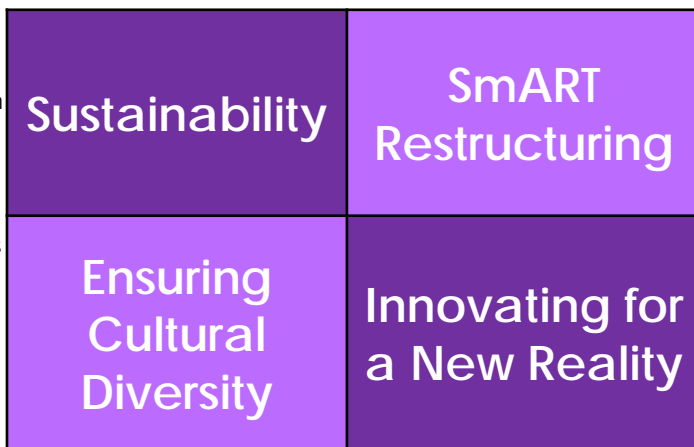 Sustainability
SmART
Restructuring
Ensuring
Cultural
Diversity
Innovating for
a New Reality